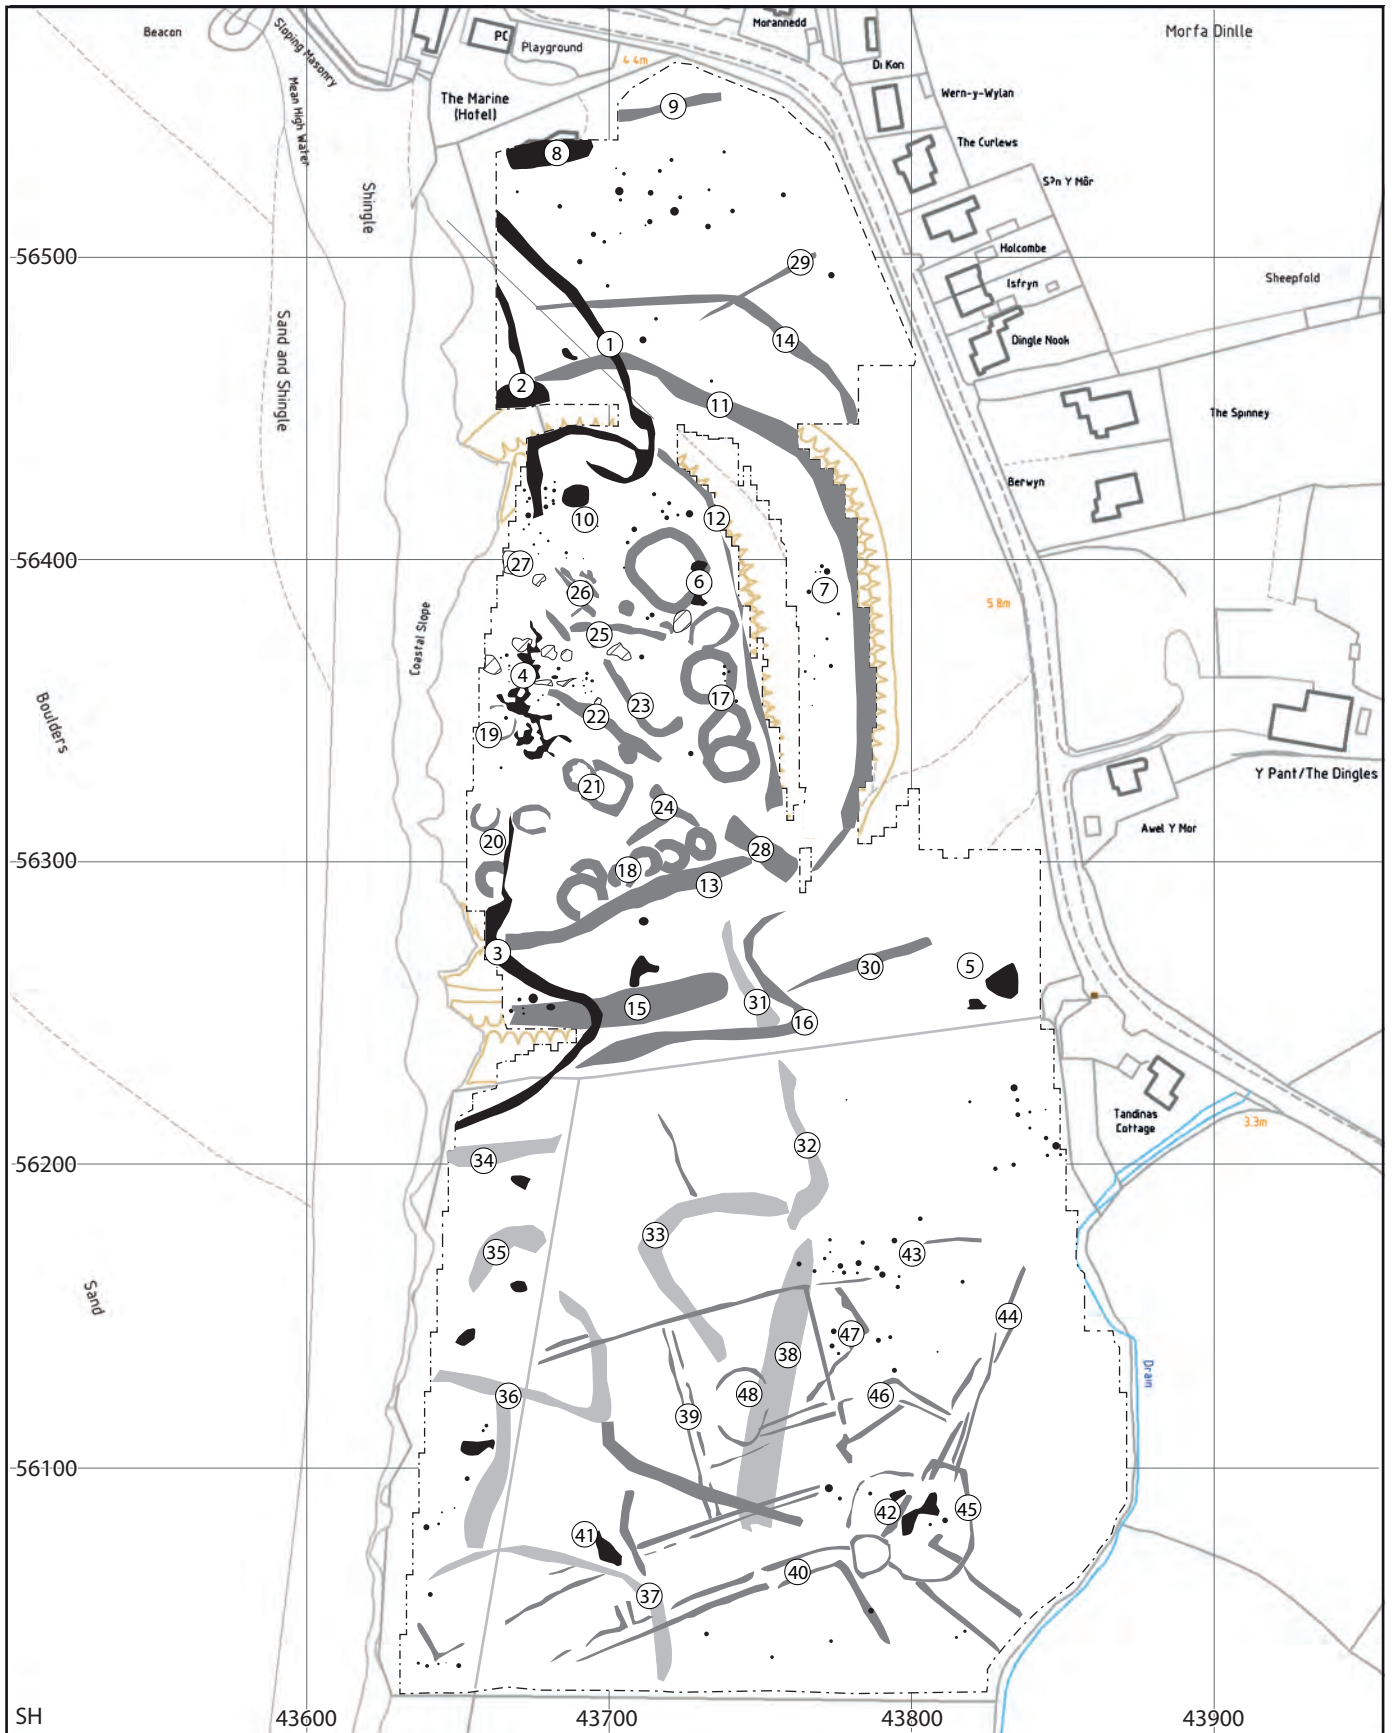 Beacon
Sloping Masonry
Mean High Water
PC
Playground
Morannedd
Morfa Dinlle
4.4m
Di Kon
The Marine
(Hotel)
Wern-y-Wylan
9
The Curlews
8
S?n Y Môr
Shingle
Holcombe
56500
29
Isfryn
Sheepfold
Sand and Shingle
1
14
Dingle Nook
2
11
The Spinney
Berwyn
10
12
56400
27
6
7
26
5.8m
25
Coastal Slope
4
17
23
22
Boulders
19
Y Pant/The Dingles
21
24
Awel Y Mor
20
28
56300
18
13
3
30
5
31
15
16
Tandinas
Cottage
3.3m
32
56200
34
33
35
43
Sand
44
47
38
Drain
48
46
36
39
56100
42
45
41
40
37
SH
43600
43700
43800
43900